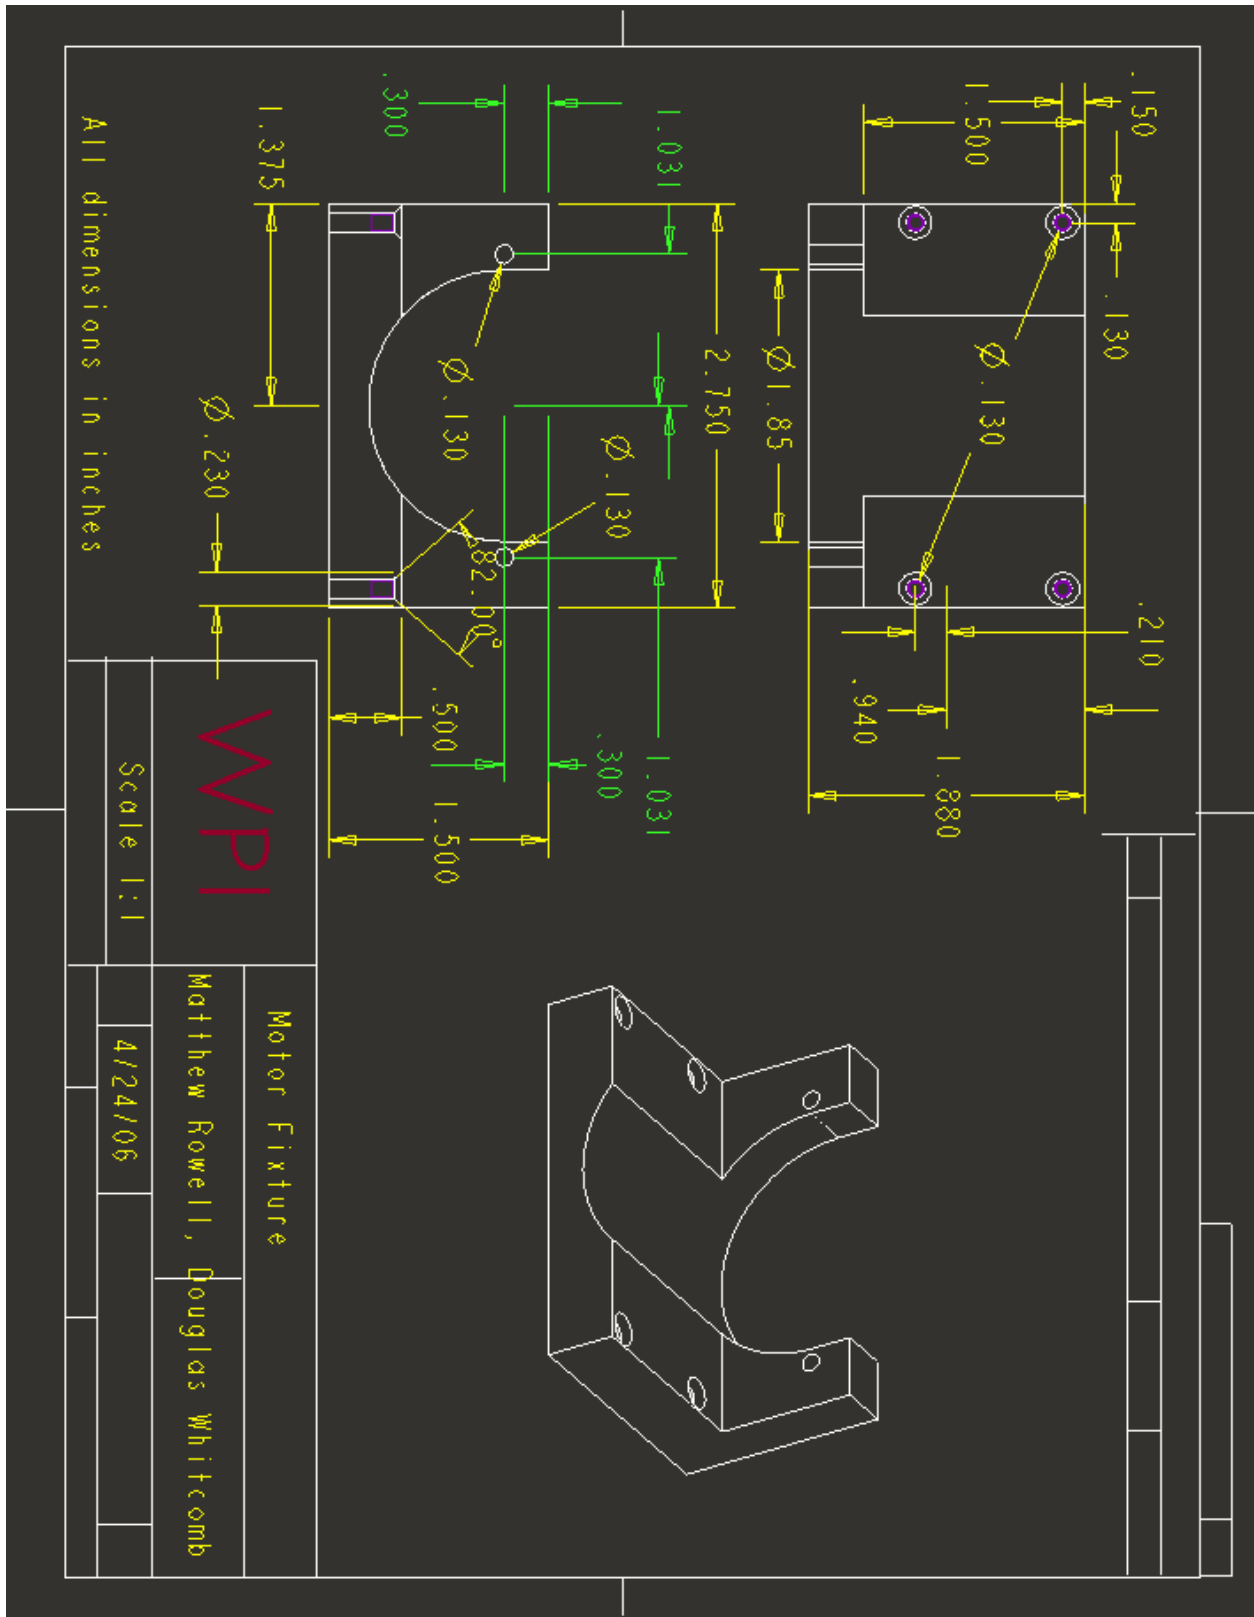 .150
.130
1.500
Ø.130
Ø1.85
.210
.940
1.880
.300
1.031
1.375
2.750
Ø.130
Ø.130
82.00°
Ø.230
.500
.300
1.031
1.500
All dimensions in inches
WPI
Scale 1:1
Motor Fixture
Matthew Rowell, Douglas Whitcomb
4/24/06